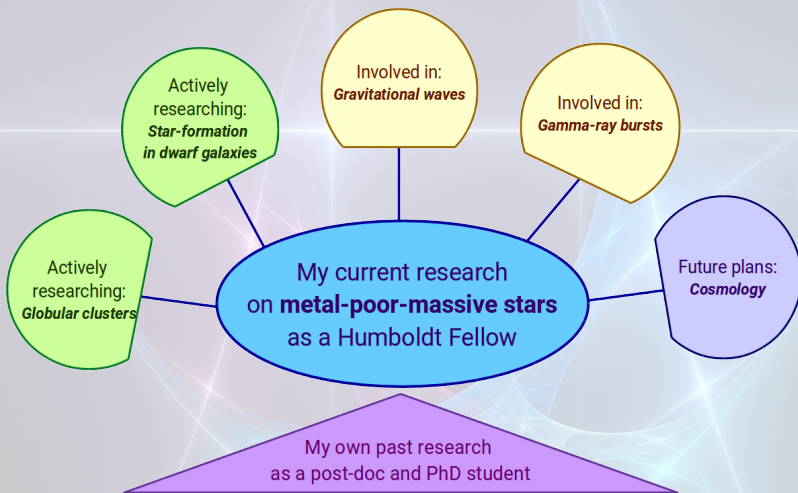 Actively
researching:
Globular clusters
Actively
researching:
Star-formation
in dwarf galaxies
Involved in:
Gravitational waves
Involved in:
Gamma-ray bursts
Future plans:
Cosmology
My current research
on metal-poor-massive stars
as a Humboldt Fellow
My own past research
as a post-doc and PhD student